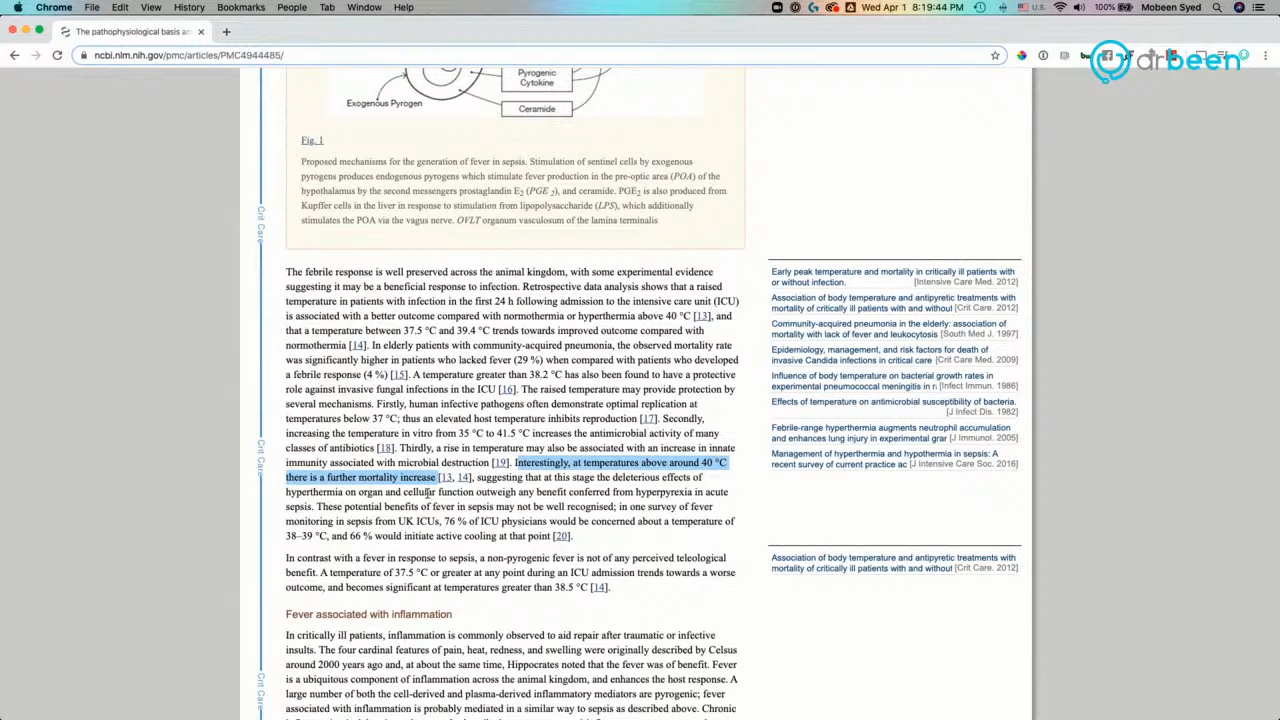 Chrome File Edit View History Bookmarks People Tab Window Help
Wed Apr 1 8:19:44 PM
U.S.
100%
Mobeen Syed
The pathophysiological basis an
ncbi.nlm.nih.gov/pmc/articles/PMC4944485/
drbeen
Pyrogenic
Cytokine
Exogenous Pyrogen
Ceramide
Fig. 1
Proposed mechanisms for the generation of fever in sepsis. Stimulation of sentinel cells by exogenous
pyrogens produces endogenous pyrogens which stimulate fever production in the pre-optic area (POA) of the
hypothalamus by the second messengers prostaglandin E2 (PGE 2), and ceramide. PGE2 is also produced from
Kupffer cells in the liver in response to stimulation from lipopolysaccharide (LPS), which additionally
stimulates the POA via the vagus nerve. OVLT organum vasculosum of the lamina terminalis
Crit Care
The febrile response is well preserved across the animal kingdom, with some experimental evidence
suggesting it may be a beneficial response to infection. Retrospective data analysis shows that a raised
temperature in patients with infection in the first 24 h following admission to the intensive care unit (ICU)
is associated with a better outcome compared with normothermia or hyperthermia above 40 °C [13], and
that a temperature between 37.5 °C and 39.4 °C trends towards improved outcome compared with
normothermia [14]. In elderly patients with community-acquired pneumonia, the observed mortality rate
was significantly higher in patients who lacked fever (29 %) when compared with patients who developed
a febrile response (4 %) [15]. A temperature greater than 38.2 °C has also been found to have a protective
role against invasive fungal infections in the ICU [16]. The raised temperature may provide protection by
several mechanisms. Firstly, human infective pathogens often demonstrate optimal replication at
temperatures below 37 °C; thus an elevated host temperature inhibits reproduction [17]. Secondly,
increasing the temperature in vitro from 35 °C to 41.5 °C increases the antimicrobial activity of many
classes of antibiotics [18]. Thirdly, a rise in temperature may also be associated with an increase in innate
immunity associated with microbial destruction [19]. Interestingly, at temperatures above around 40 °C
there is a further mortality increase [13, 14], suggesting that at this stage the deleterious effects of
hyperthermia on organ and cellular function outweigh any benefit conferred from hyperpyrexia in acute
sepsis. These potential benefits of fever in sepsis may not be well recognised; in one survey of fever
monitoring in sepsis from UK ICUs, 76 % of ICU physicians would be concerned about a temperature of
38–39 °C, and 66 % would initiate active cooling at that point [20].
Crit Care
In contrast with a fever in response to sepsis, a non-pyrogenic fever is not of any perceived teleological
benefit. A temperature of 37.5 °C or greater at any point during an ICU admission trends towards a worse
outcome, and becomes significant at temperatures greater than 38.5 °C [14].
Fever associated with inflammation
In critically ill patients, inflammation is commonly observed to aid repair after traumatic or infective
insults. The four cardinal features of pain, heat, redness, and swelling were originally described by Celsus
around 2000 years ago and, at about the same time, Hippocrates noted that the fever was of benefit. Fever
is a ubiquitous component of inflammation across the animal kingdom, and enhances the host response. A
large number of both the cell-derived and plasma-derived inflammatory mediators are pyrogenic; fever
associated with inflammation is probably mediated in a similar way to sepsis as described above. Chronic
Crit Care
Early peak temperature and mortality in critically ill patients with
or without infection. [Intensive Care Med. 2012]
Association of body temperature and antipyretic treatments with
mortality of critically ill patients with and withou [Crit Care. 2012]
Community-acquired pneumonia in the elderly: association of
mortality with lack of fever and leukocytosis [South Med J. 1997]
Epidemiology, management, and risk factors for death of
invasive Candida infections in critical care [Crit Care Med. 2009]
Influence of body temperature on bacterial growth rates in
experimental pneumococcal meningitis in r [Infect Immun. 1986]
Effects of temperature on antimicrobial susceptibility of bacteria.
[J Infect Dis. 1982]
Febrile-range hyperthermia augments neutrophil accumulation
and enhances lung injury in experimental grar [J Immunol. 2005]
Management of hyperthermia and hypothermia in sepsis: A
recent survey of current practice ac [J Intensive Care Soc. 2016]
Association of body temperature and antipyretic treatments with
mortality of critically ill patients with and withou [Crit Care. 2012]